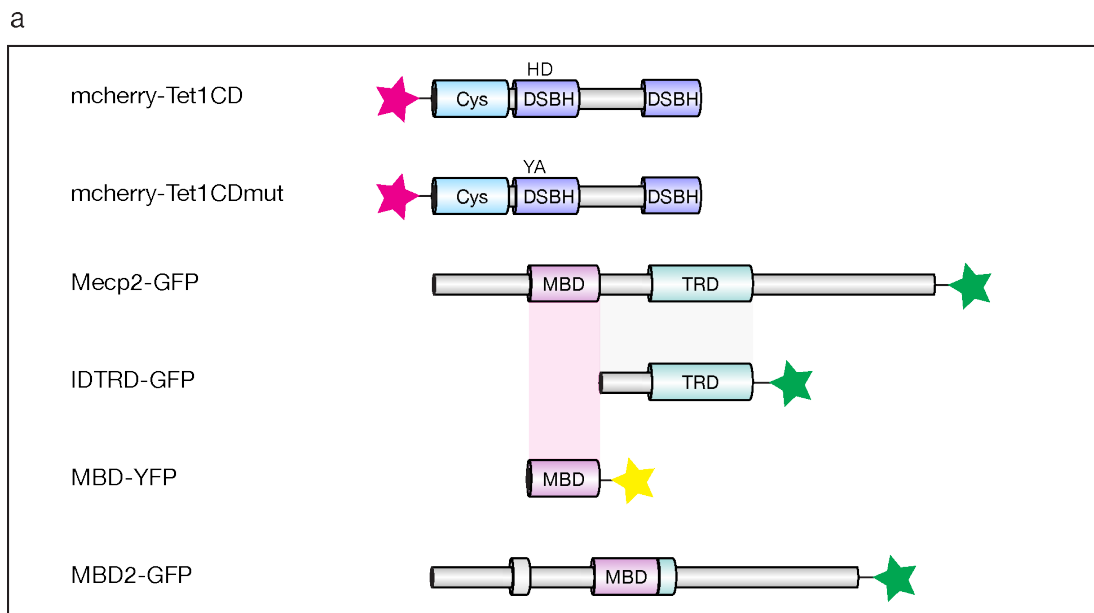 a
HD
mcherry-Tet1CD Cys DSBH DSBH
YA
mcherry-Tet1CDmut Cys DSBH DSBH
Mecp2-GFP MBD TRD
IDTRD-GFP TRD
MBD-YFP MBD
MBD2-GFP MBD